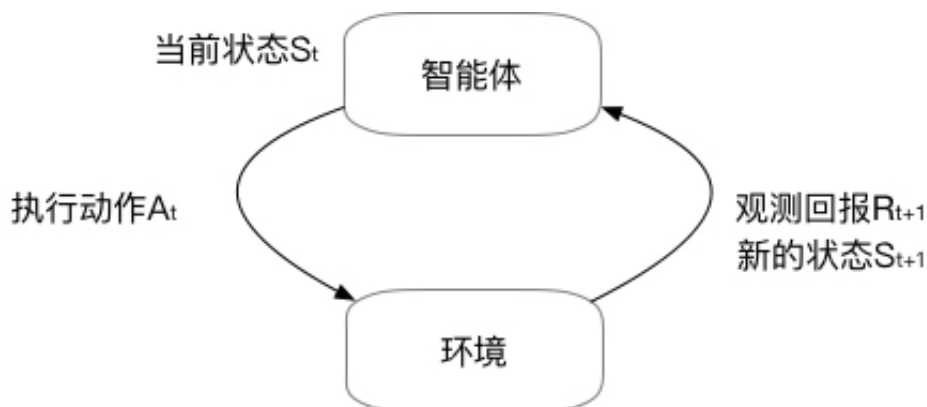 当前状态St
智能体
执行动作At
观测回报Rt+1
新的状态St+1
环境